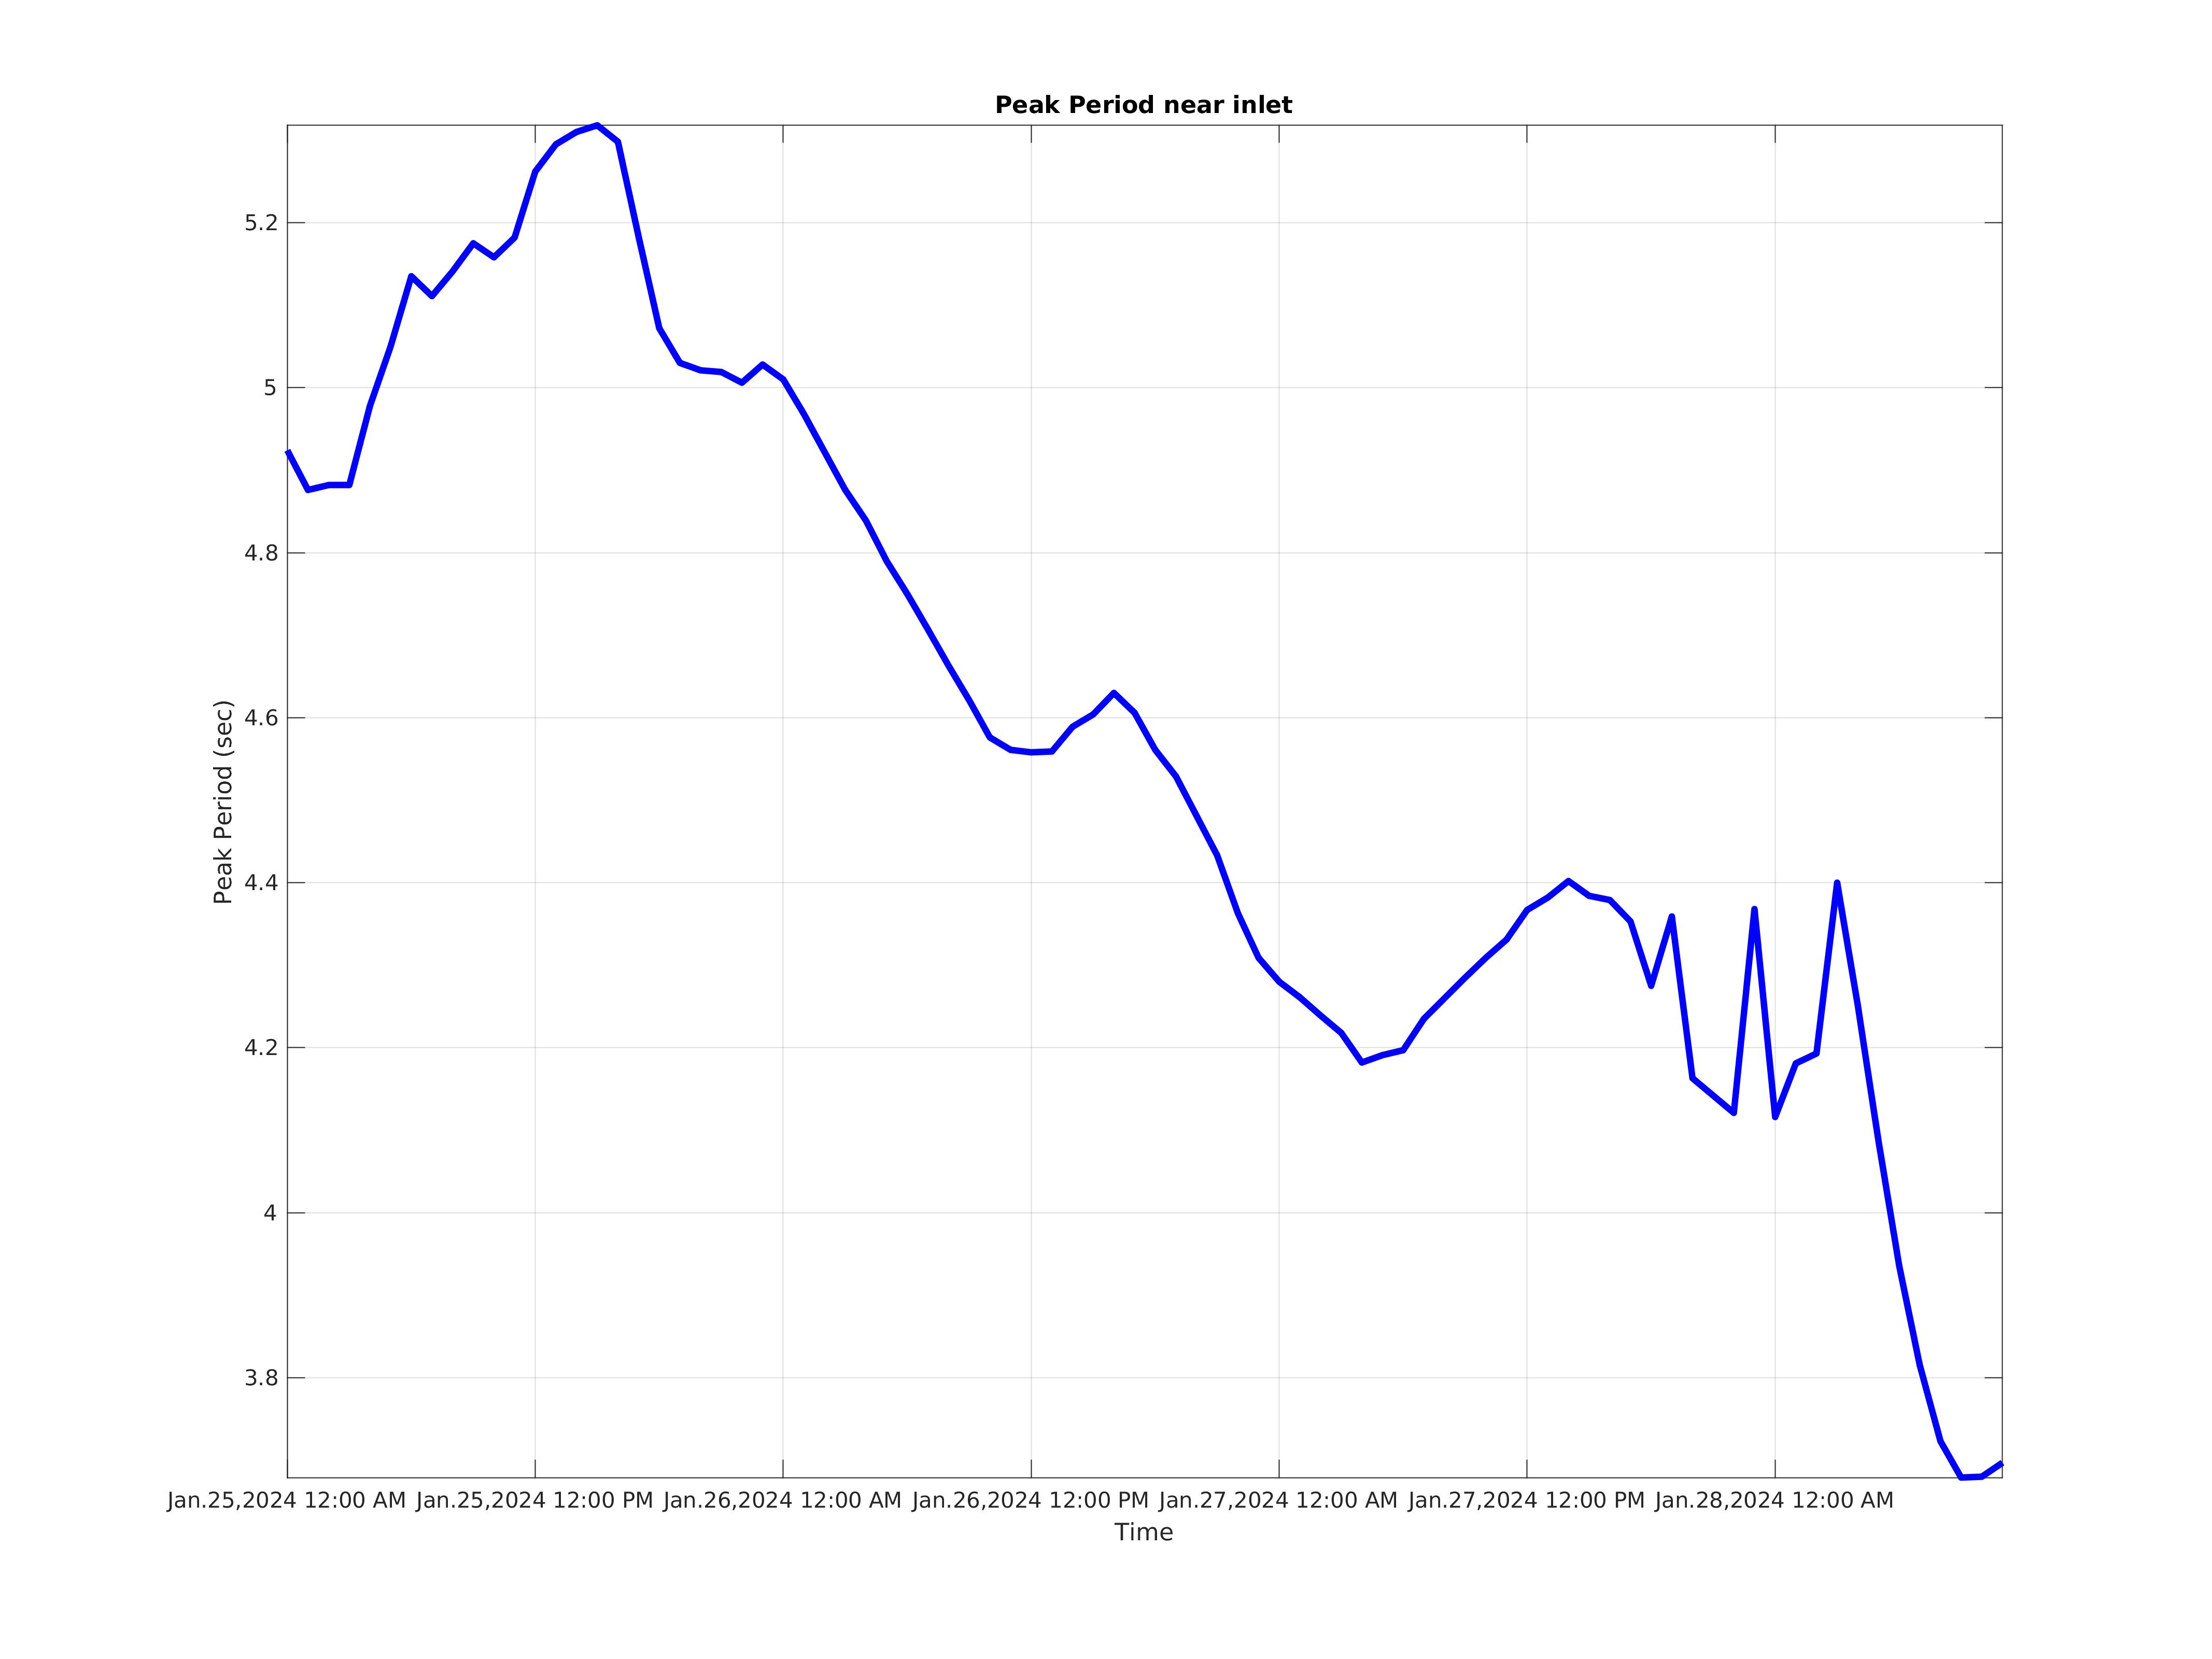 Peak Period near inlet
5.2
5
4.8
4.6
4.4
4.2
4
3.8
Peak Period (sec)
Jan.25,2024 12:00 AM Jan.25,2024 12:00 PM Jan.26,2024 12:00 AM Jan.26,2024 12:00 PM Jan.27,2024 12:00 AM Jan.27,2024 12:00 PM Jan.28,2024 12:00 AM
Time